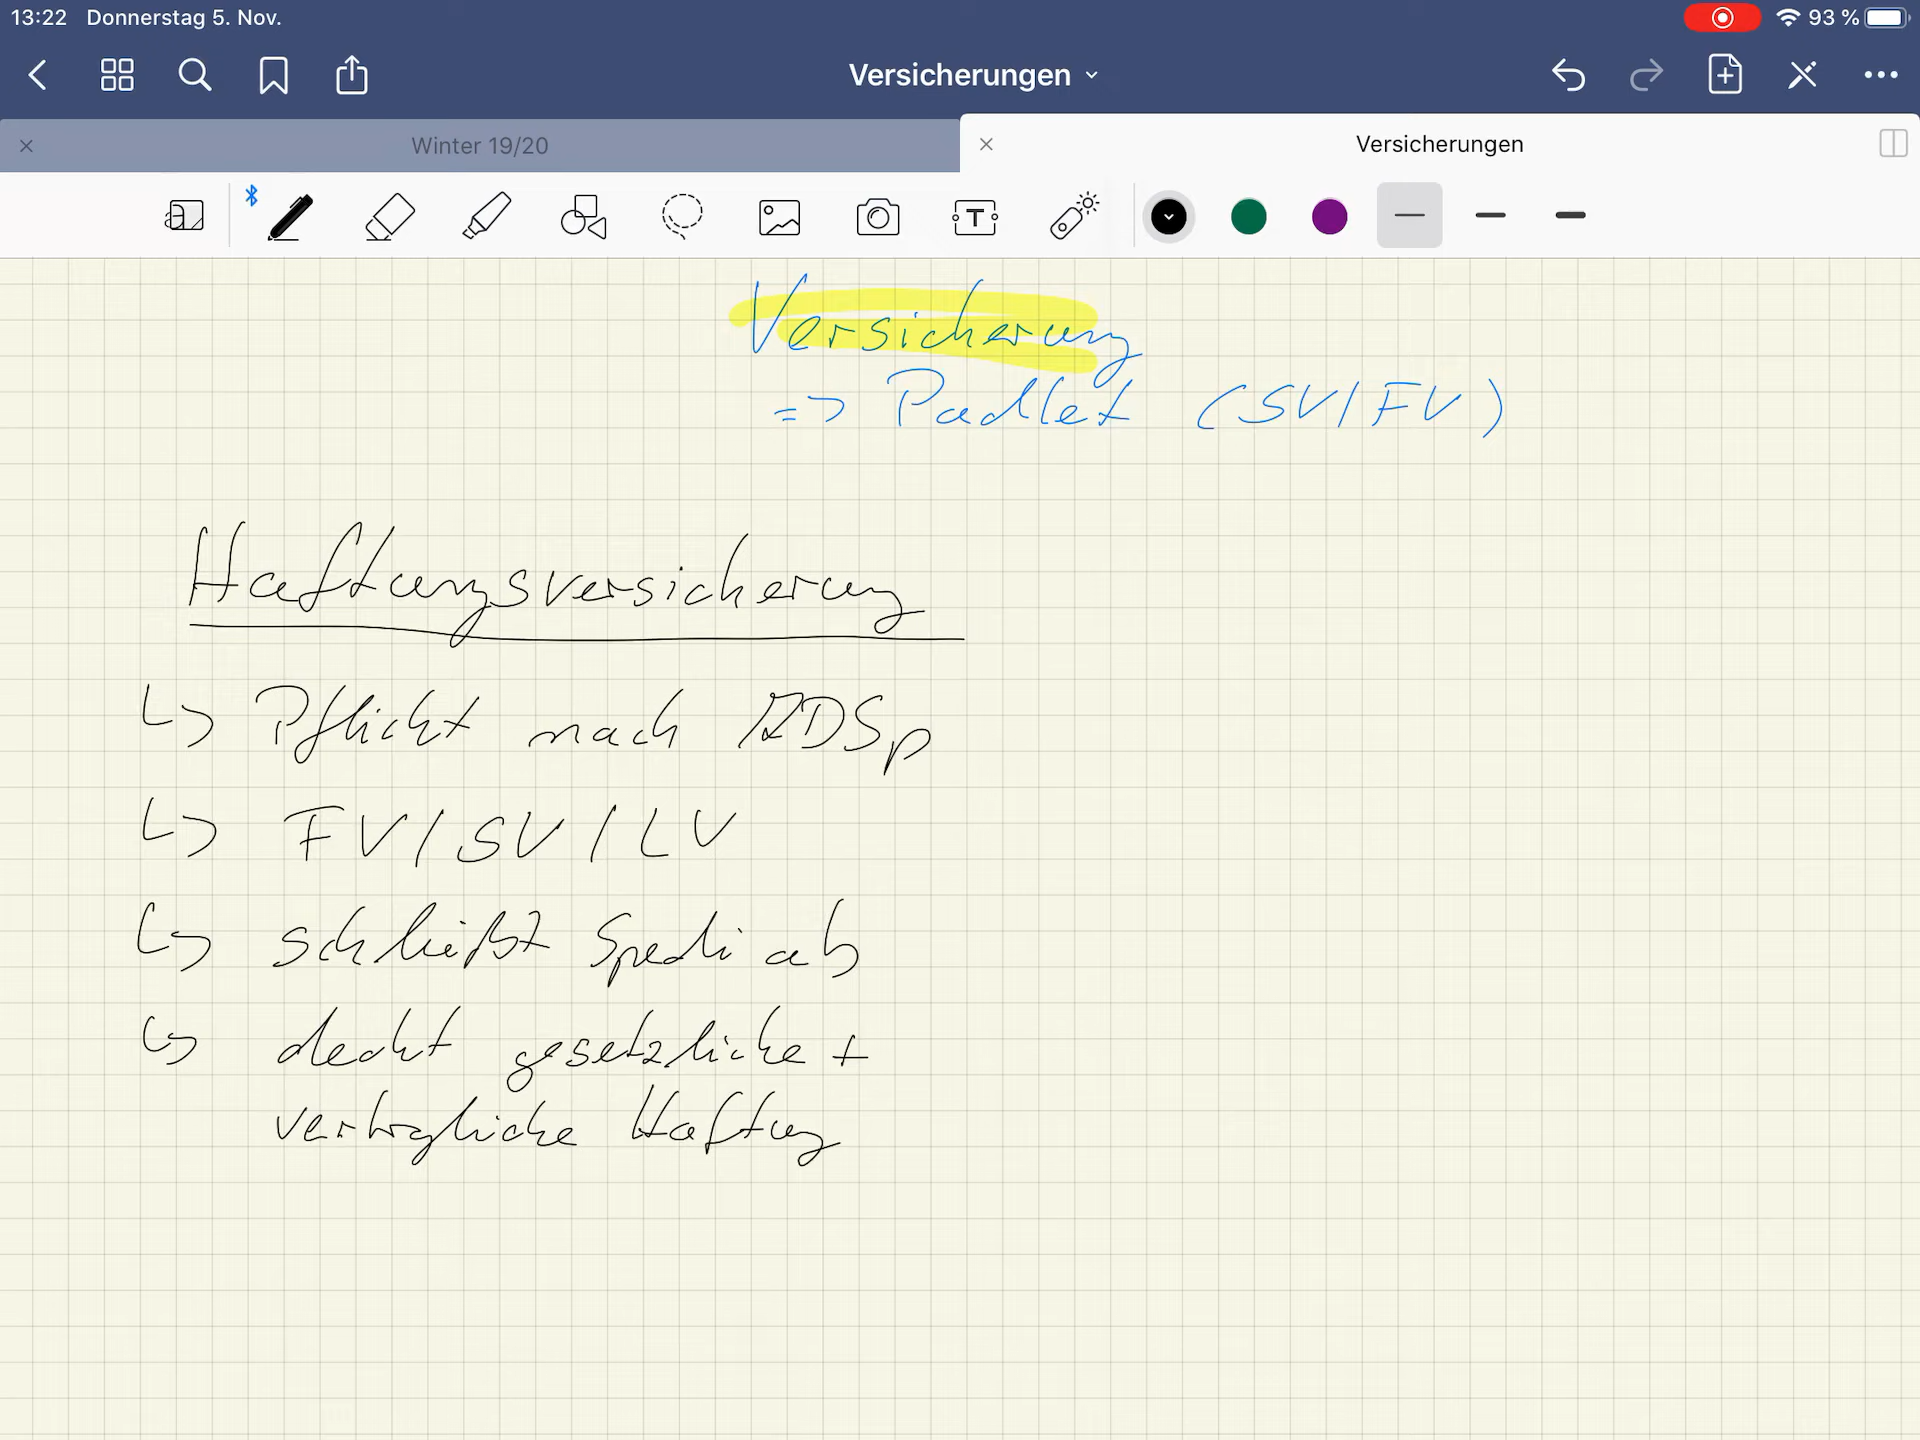 13:22 Donnerstag 5. Nov. 93 %
Versicherungen
Winter 19/20 Versicherungen
Versicherung
=> Padlet (SV/FV)
Haftungsversicherung
↳ Pflicht nach ADSp
↳ FV/SV/LV
↳ schließt Spedi ab
↳ deckt gesetzliche +
vertragliche Haftung